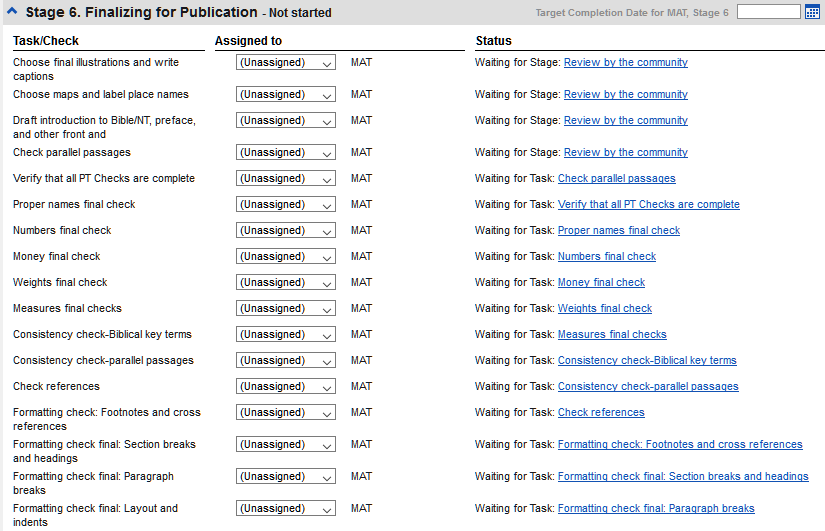 Stage 6. Finalizing for Publication - Not started Target Completion Date for MAT, Stage 6
Task/Check Assigned to Status
Choose final illustrations and write (Unassigned) MAT Waiting for Stage: Review by the community
captions
Choose maps and label place names (Unassigned) MAT Waiting for Stage: Review by the community
Draft introduction to Bible/NT, preface, (Unassigned) MAT Waiting for Stage: Review by the community
and other front and
Check parallel passages (Unassigned) MAT Waiting for Stage: Review by the community
Verify that all PT Checks are complete (Unassigned) MAT Waiting for Task: Check parallel passages
Proper names final check (Unassigned) MAT Waiting for Task: Verify that all PT Checks are complete
Numbers final check (Unassigned) MAT Waiting for Task: Proper names final check
Money final check (Unassigned) MAT Waiting for Task: Numbers final check
Weights final check (Unassigned) MAT Waiting for Task: Money final check
Measures final checks (Unassigned) MAT Waiting for Task: Weights final check
Consistency check-Biblical key terms (Unassigned) MAT Waiting for Task: Measures final checks
Consistency check-parallel passages (Unassigned) MAT Waiting for Task: Consistency check-Biblical key terms
Check references (Unassigned) MAT Waiting for Task: Consistency check-parallel passages
Formatting check: Footnotes and cross (Unassigned) MAT Waiting for Task: Check references
references
Formatting check final: Section breaks (Unassigned) MAT Waiting for Task: Formatting check: Footnotes and cross references
and headings
Formatting check final: Paragraph (Unassigned) MAT Waiting for Task: Formatting check final: Section breaks and headings
breaks
Formatting check final: Layout and (Unassigned) MAT Waiting for Task: Formatting check final: Paragraph breaks
indents